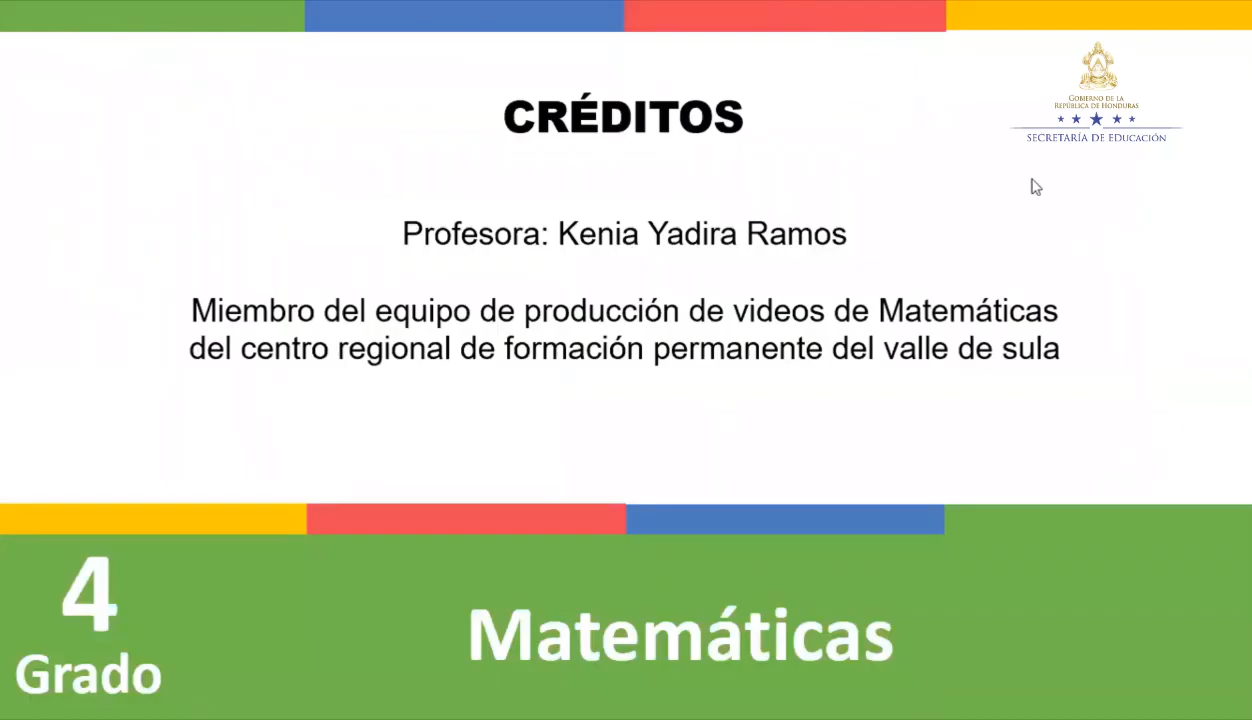 CRÉDITOS
GOBIERNO DE LA
REPÚBLICA DE HONDURAS
SECRETARÍA DE EDUCACIÓN
Profesora: Kenia Yadira Ramos
Miembro del equipo de producción de videos de Matemáticas
del centro regional de formación permanente del valle de sula
4
Grado
Matemáticas